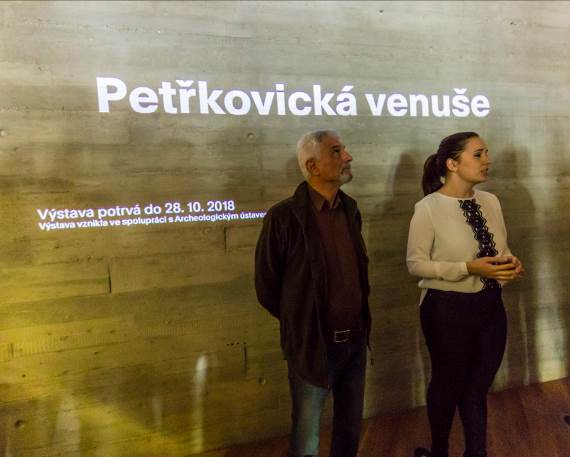 Petřkovická venuše
Výstava potrvá do 28. 10. 2018
Výstava vznikla ve spolupráci s Archeologickým ústavem